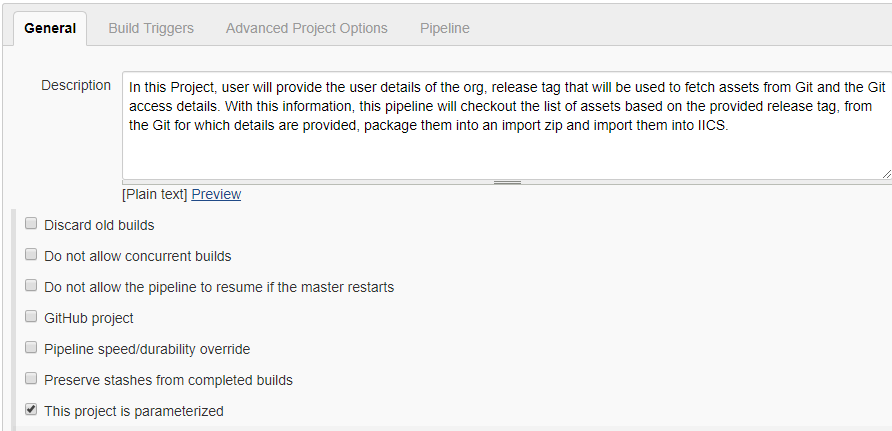 General Build Triggers Advanced Project Options Pipeline
Description In this Project, user will provide the user details of the org, release tag that will be used to fetch assets from Git and the Git
access details. With this information, this pipeline will checkout the list of assets based on the provided release tag, from
the Git for which details are provided, package them into an import zip and import them into IICS.
[Plain text] Preview
Discard old builds
Do not allow concurrent builds
Do not allow the pipeline to resume if the master restarts
GitHub project
Pipeline speed/durability override
Preserve stashes from completed builds
This project is parameterized